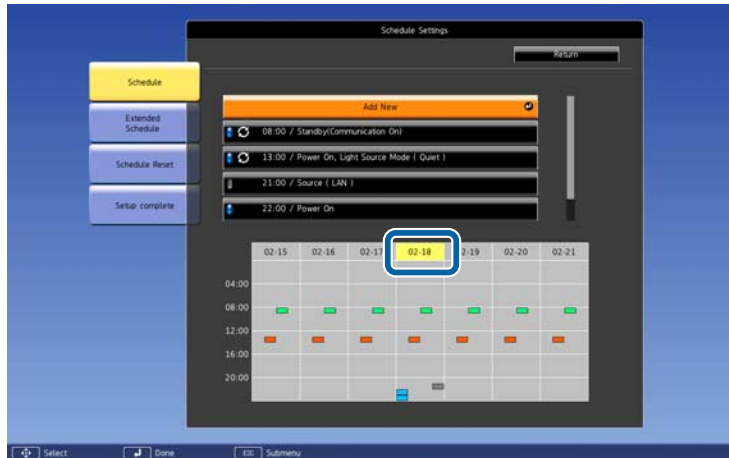 Schedule Settings
Return
Schedule
Extended
Schedule
Schedule Reset
Setup complete
Add New
08:00 / Standby(Communication On)
13:00 / Power On, Light Source Mode ( Quiet )
21:00 / Source ( LAN )
22:00 / Power On
02-15 02-16 02-17 02-18 02-19 02-20 02-21
04:00
08:00
12:00
16:00
20:00
Select Done ESC Submenu